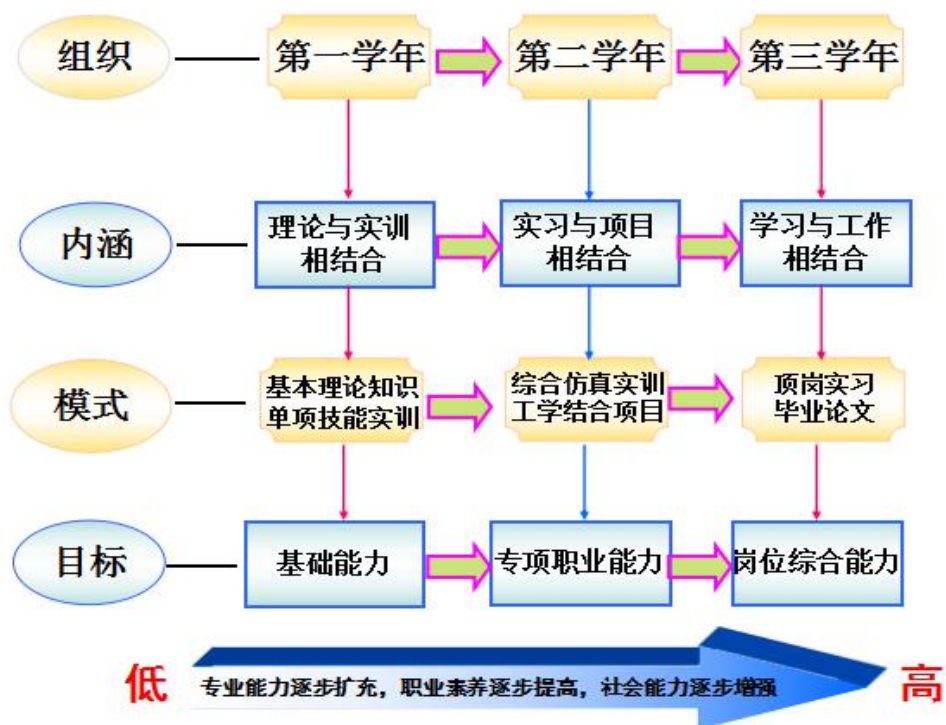 组织
第一学年
第二学年
第三学年
内涵
理论与实训
相结合
实习与项目
相结合
学习与工作
相结合
模式
基本理论知识
单项技能实训
综合仿真实训
工学结合项目
顶岗实习
毕业论文
目标
基础能力
专项职业能力
岗位综合能力
低
专业能力逐步扩充，职业素养逐步提高，社会能力逐步增强
高